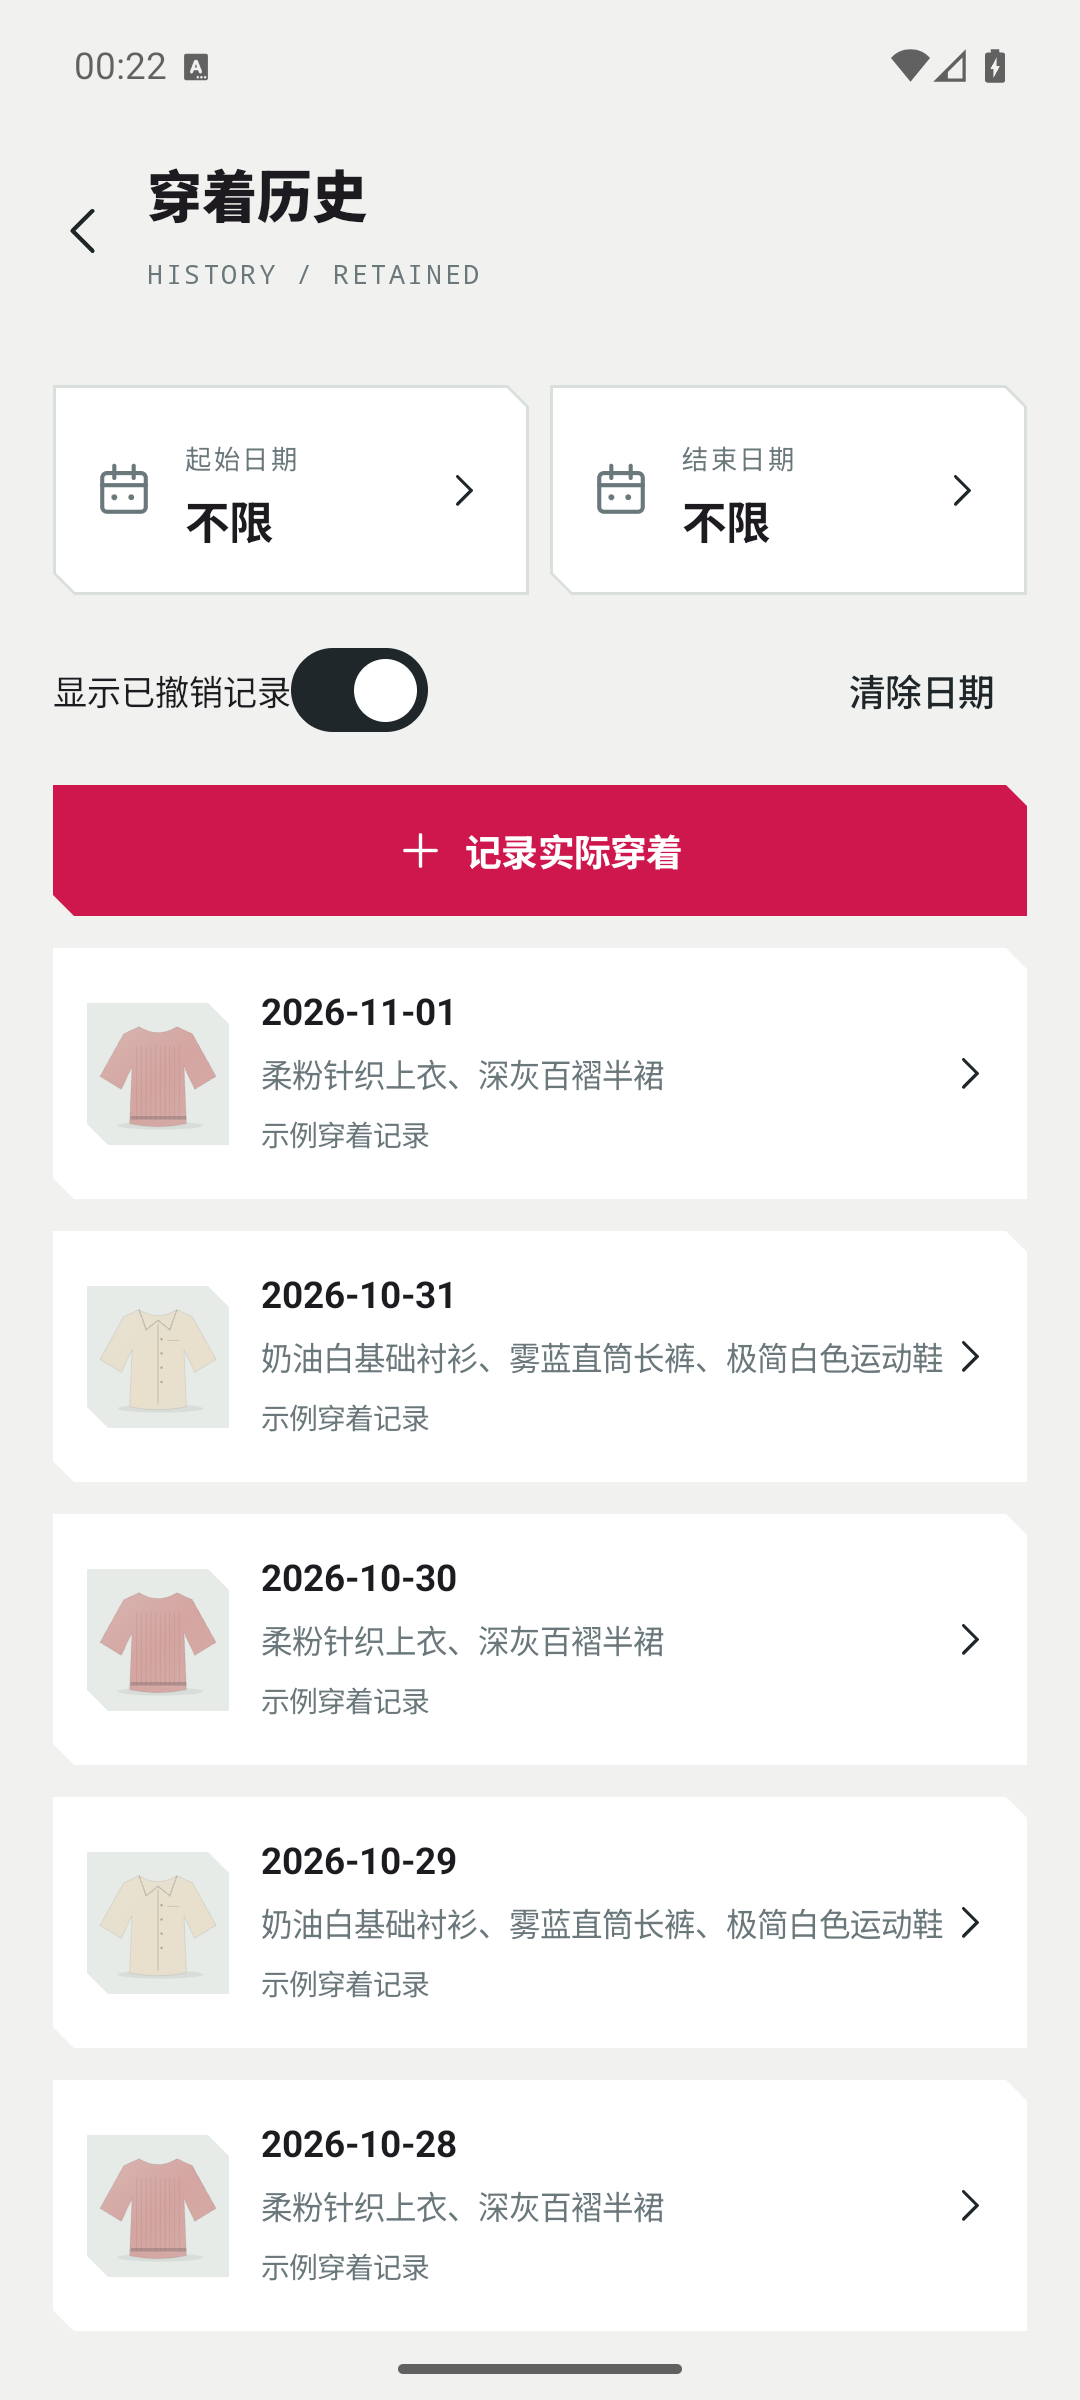 00:22
穿着历史
HISTORY / RETAINED
起始日期
不限
结束日期
不限
显示已撤销记录
清除日期
记录实际穿着
2026-11-01
柔粉针织上衣、深灰百褶半裙
示例穿着记录
2026-10-31
奶油白基础衬衫、雾蓝直筒长裤、极简白色运动鞋
示例穿着记录
2026-10-30
柔粉针织上衣、深灰百褶半裙
示例穿着记录
2026-10-29
奶油白基础衬衫、雾蓝直筒长裤、极简白色运动鞋
示例穿着记录
2026-10-28
柔粉针织上衣、深灰百褶半裙
示例穿着记录